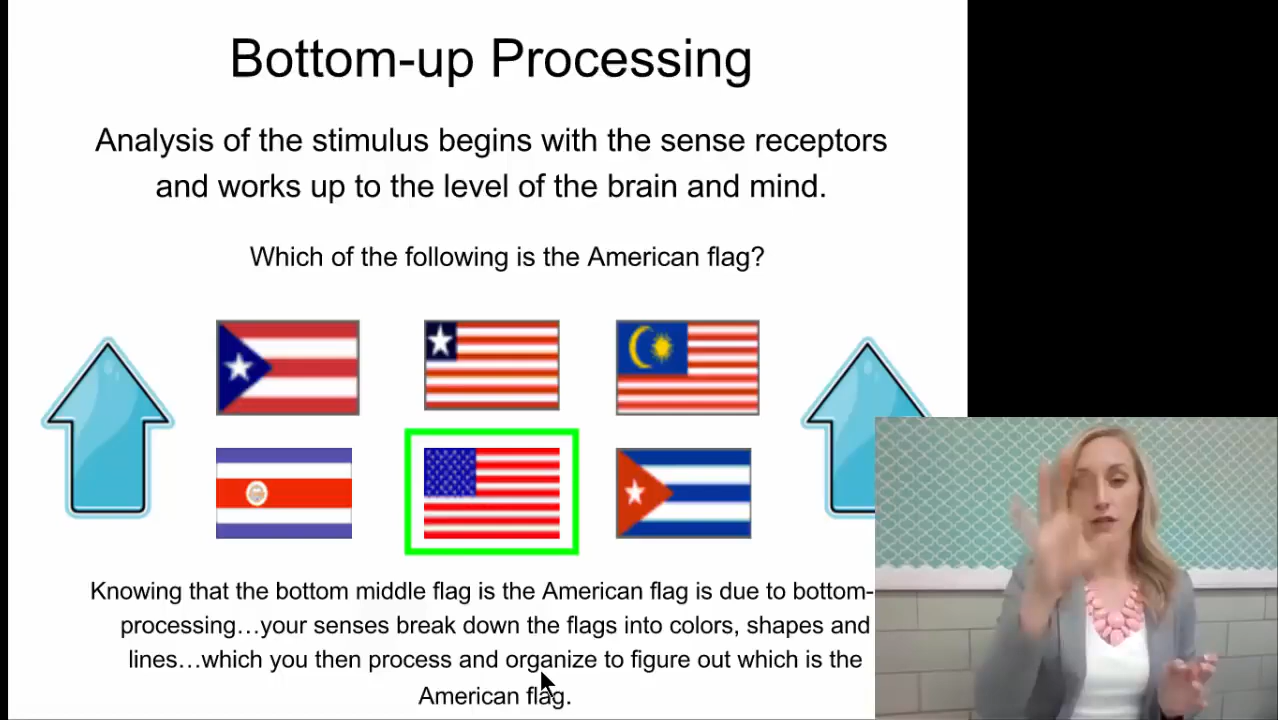 Bottom-up Processing
Analysis of the stimulus begins with the sense receptors
and works up to the level of the brain and mind.
Which of the following is the American flag?
Knowing that the bottom middle flag is the American flag is due to bottom-
processing…your senses break down the flags into colors, shapes and
lines…which you then process and organize to figure out which is the
American flag.